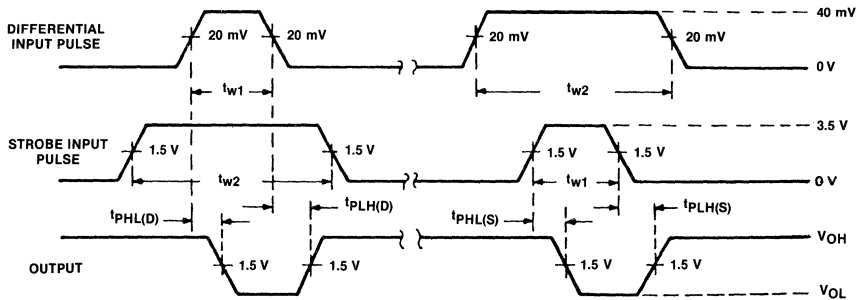 DIFFERENTIAL
INPUT PULSE
20 mV
20 mV
20 mV
20 mV
40 mV
0 V
tw1
tw2
STROBE INPUT
PULSE
1.5 V
1.5 V
1.5 V
1.5 V
3.5 V
0 V
tw2
tw1
tPHL(D)
tPLH(D)
tPHL(S)
tPLH(S)
OUTPUT
1.5 V
1.5 V
1.5 V
1.5 V
VOH
VOL